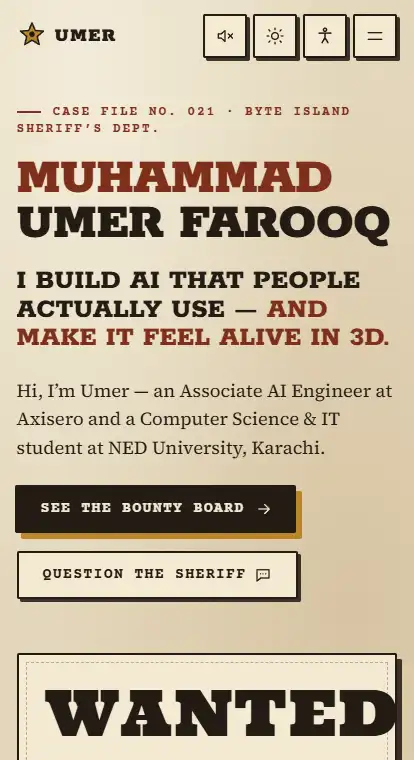 UMER
CASE FILE NO. 021 · BYTE ISLAND
SHERIFF’S DEPT.
MUHAMMAD
UMER FAROOQ
I BUILD AI THAT PEOPLE
ACTUALLY USE — AND
MAKE IT FEEL ALIVE IN 3D.
Hi, I’m Umer — an Associate AI Engineer at
Axisero and a Computer Science & IT
student at NED University, Karachi.
SEE THE BOUNTY BOARD →
QUESTION THE SHERIFF
WANTED